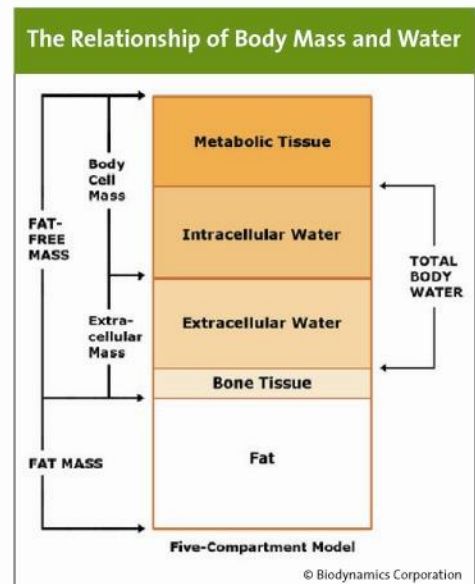 The Relationship of Body Mass and Water
Metabolic Tissue
Body
Cell
Mass
FAT-
FREE
MASS
Intracellular Water
TOTAL
BODY
WATER
Extra-
cellular
Mass
Extracellular Water
Bone Tissue
FAT MASS
Fat
Five-Compartment Model
© Biodynamics Corporation